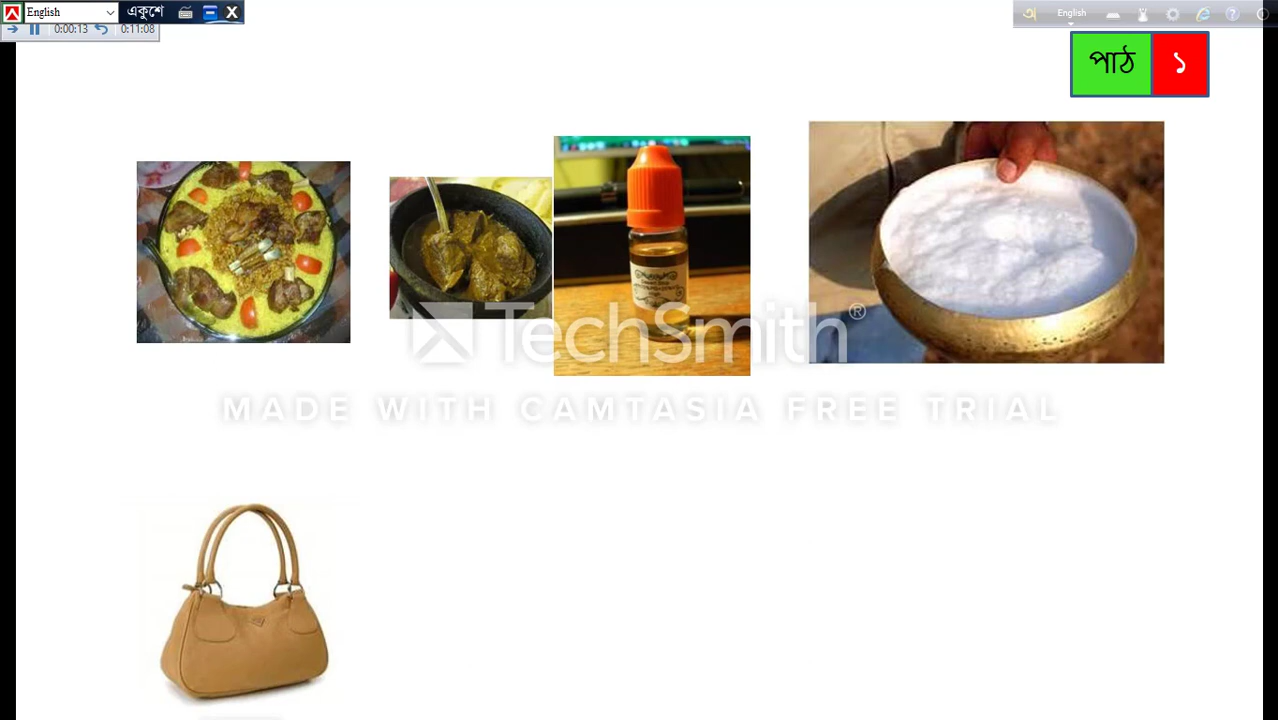 English
একুশে
English
0:00:13
0:11:08
পাঠ ১
TechSmith®
MADE WITH CAMTASIA FREE TRIAL